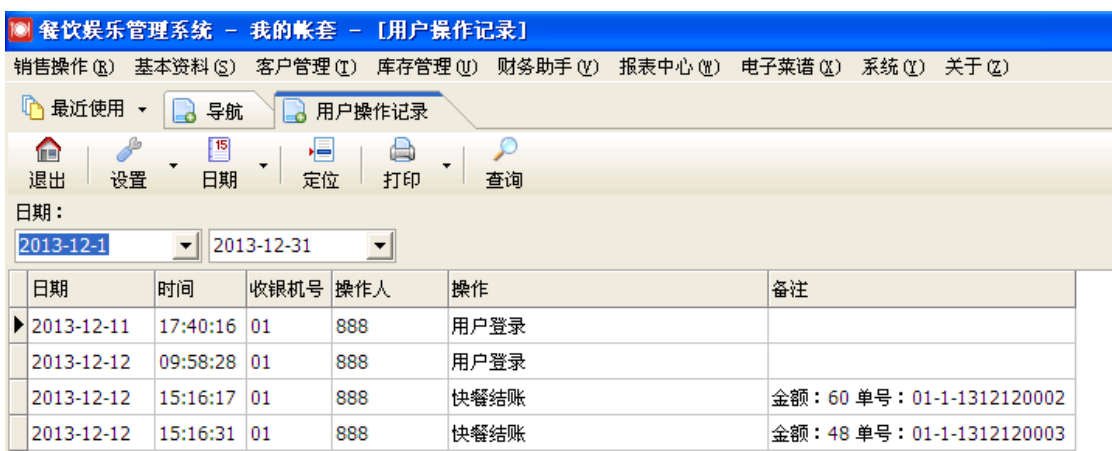 餐饮娱乐管理系统 - 我的帐套 - [用户操作记录]
销售操作(R) 基本资料(S) 客户管理(T) 库存管理(U) 财务助手(V) 报表中心(W) 电子菜谱(X) 系统(Y) 关于(Z)
最近使用 导航 用户操作记录
15
退出 设置 日期 定位 打印 查询
日期：
2013-12-1 2013-12-31
日期 时间 收银机号 操作人 操作 备注
2013-12-11 17:40:16 01 888 用户登录
2013-12-12 09:58:28 01 888 用户登录
2013-12-12 15:16:17 01 888 快餐结账 金额：60 单号：01-1-1312120002
2013-12-12 15:16:31 01 888 快餐结账 金额：48 单号：01-1-1312120003